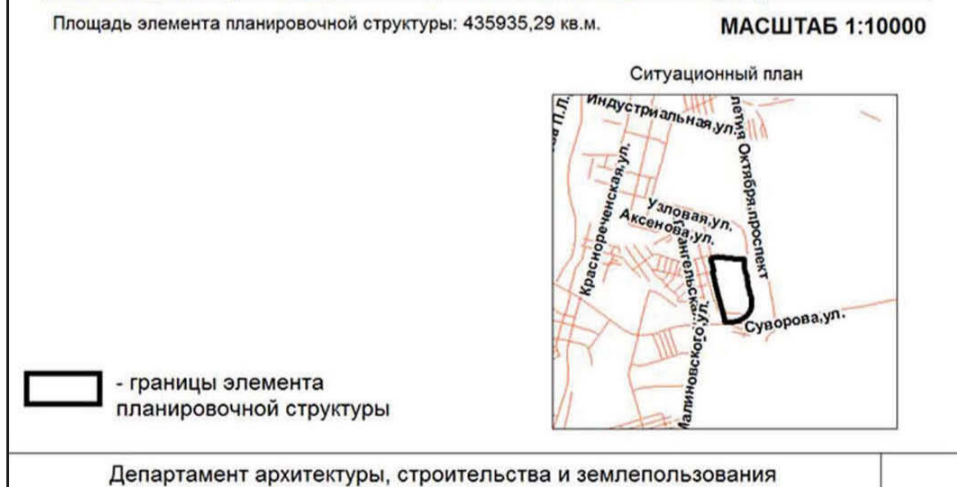 Площадь элемента планировочной структуры: 435935,29 кв.м.
МАСШТАБ 1:10000
Ситуационный план
Индустриальная,ул.
летия Октября,проспект
Краснореченская,ул.
Узловая,ул.
Аксенова,ул.
Суворова,ул.
Малиновского,ул.
- границы элемента
планировочной структуры
Департамент архитектуры, строительства и землепользования